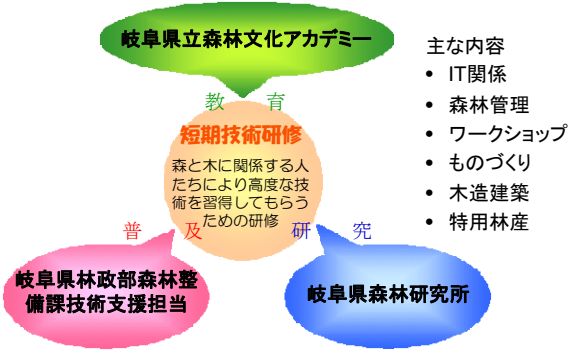 岐阜県立森林文化アカデミー
教 育
短期技術研修
森と木に関係する人
たちにより高度な技
術を習得してもらう
ための研修
普 及
研 究
岐阜県林政部森林整
備課技術支援担当
岐阜県森林研究所
主な内容
• IT関係
• 森林管理
• ワークショップ
• ものづくり
• 木造建築
• 特用林産